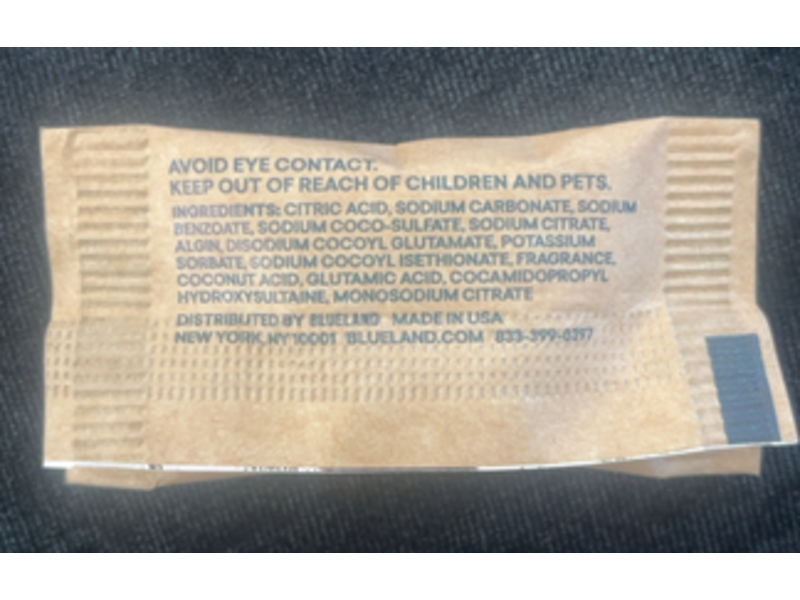 AVOID EYE CONTACT.
KEEP OUT OF REACH OF CHILDREN AND PETS.
INGREDIENTS: CITRIC ACID, SODIUM CARBONATE, SODIUM
BENZOATE, SODIUM COCO-SULFATE, SODIUM CITRATE,
ALGIN, DISODIUM COCOYL GLUTAMATE, POTASSIUM
SORBATE, SODIUM COCOYL ISETHIONATE, FRAGRANCE,
COCONUT ACID, GLUTAMIC ACID, COCAMIDOPROPYL
HYDROXYSULTAINE, MONOSODIUM CITRATE
DISTRIBUTED BY BLUELAND MADE IN USA
NEW YORK, NY 10001 BLUELAND.COM